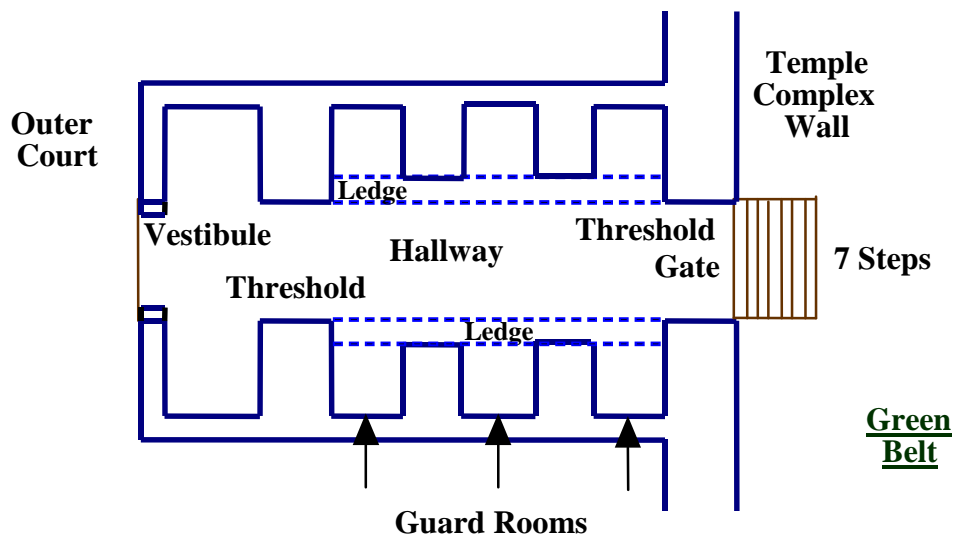 Temple
Complex
Wall
Outer
Court
Ledge
Vestibule
Hallway
Threshold
Gate
7 Steps
Threshold
Ledge
Green
Belt
Guard Rooms